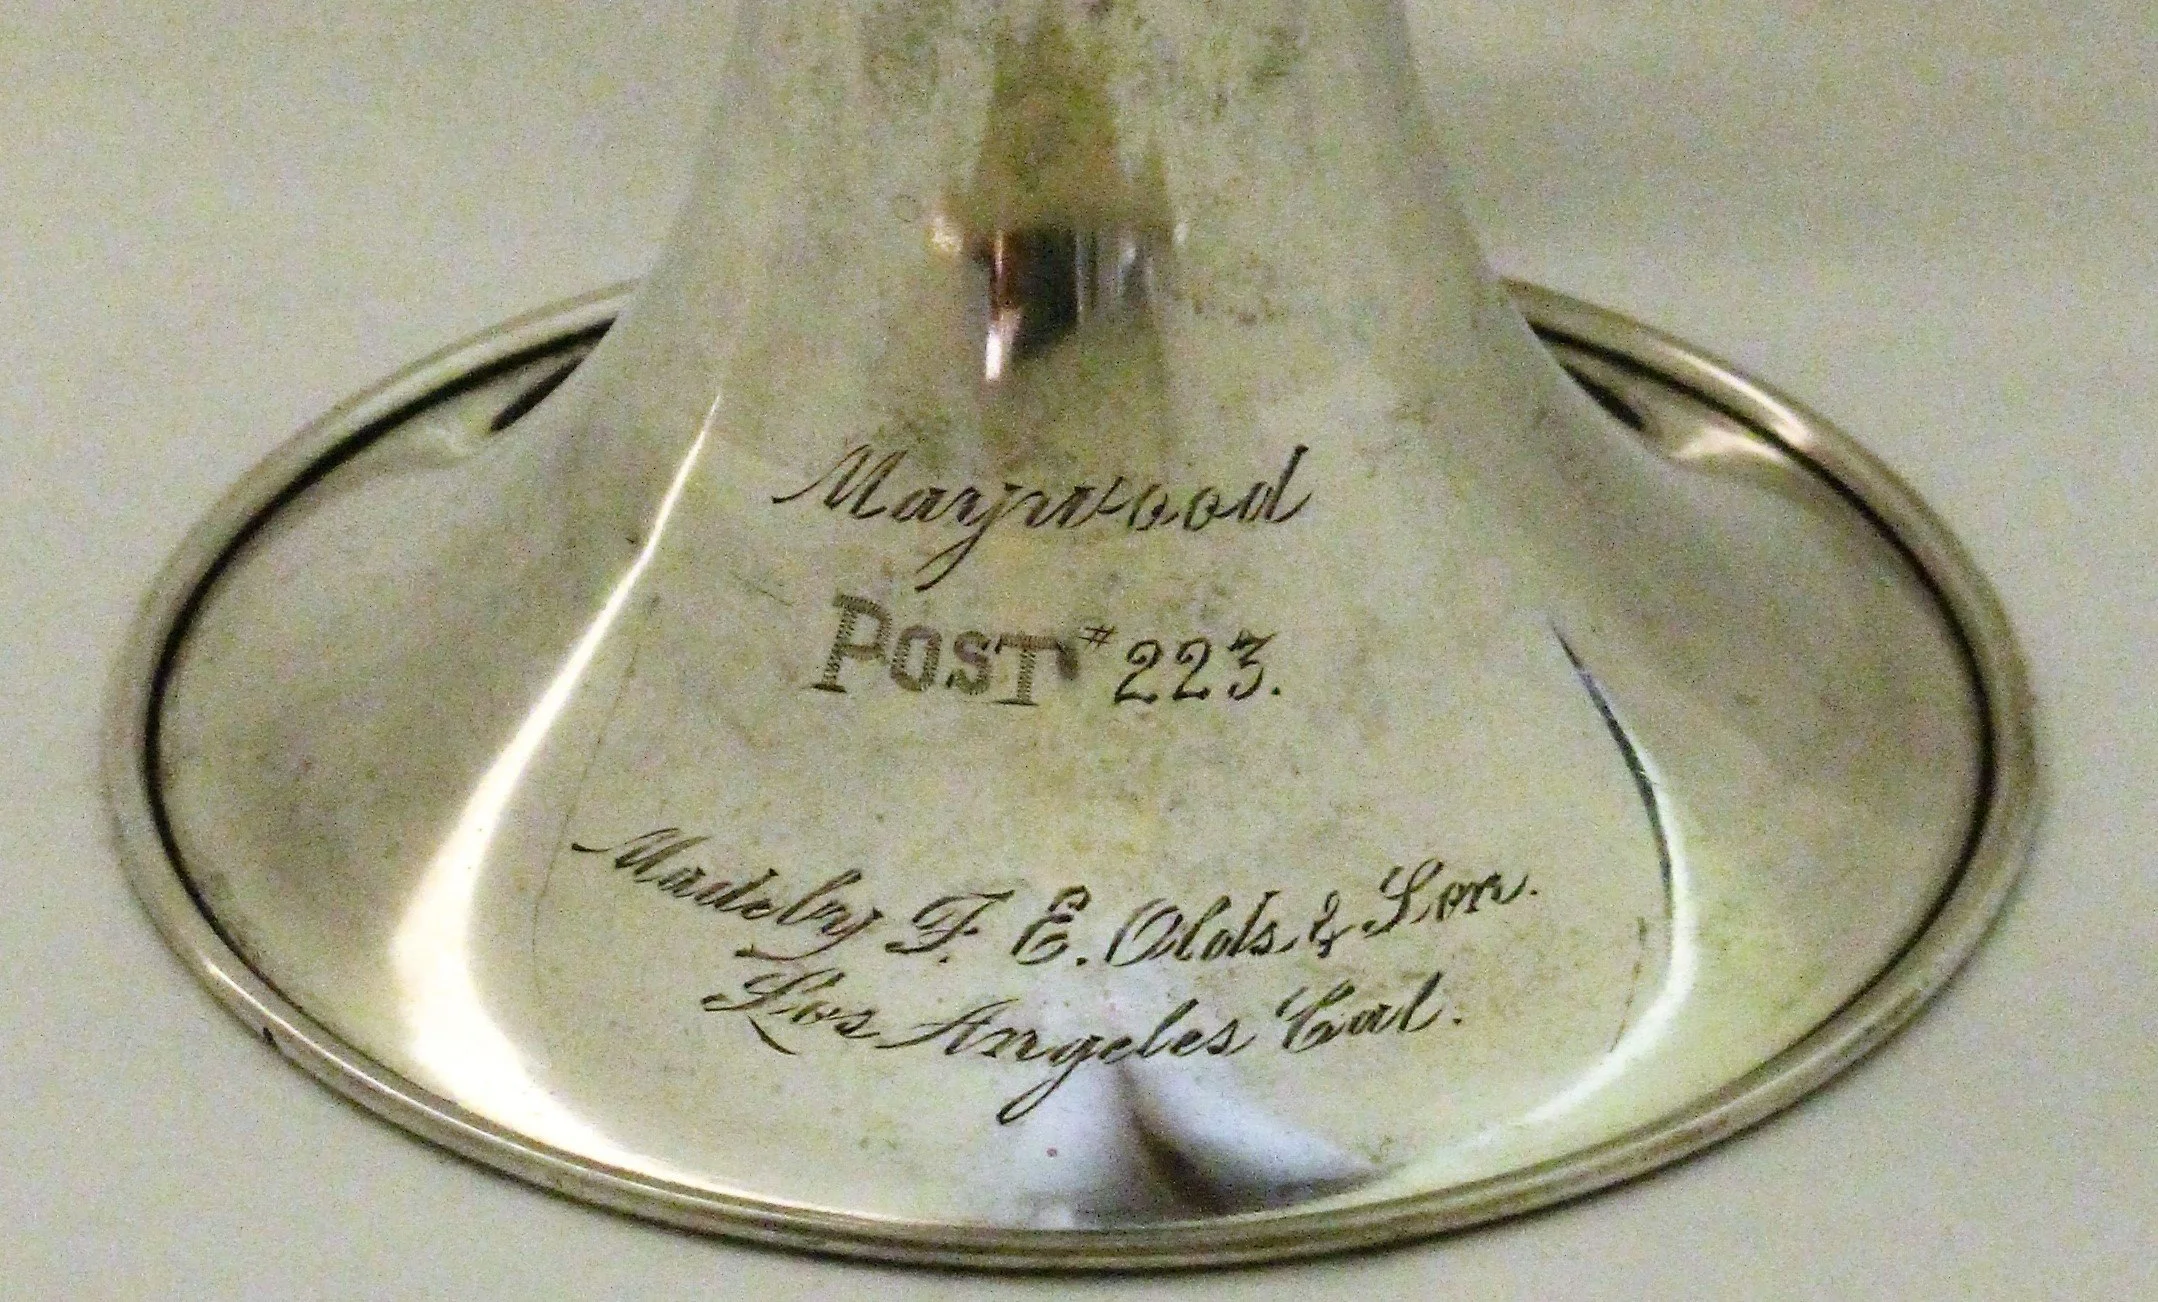 Maywood
POST #223.
Made by F. E. Olds & Son.
Los Angeles Cal.